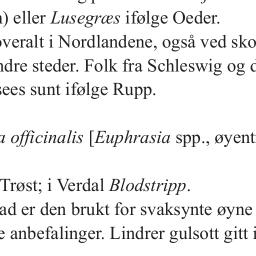 ) eller Lusegræs ifølge Oeder.
overalt i Nordlandene, også ved sko
ndre steder. Folk fra Schleswig og d
sees sunt ifølge Rupp.
a officinalis [Euphrasia spp., øyent
Trøst; i Verdal Blodstripp.
ad er den brukt for svaksynte øyne
e anbefalinger. Lindrer gulsott gitt i